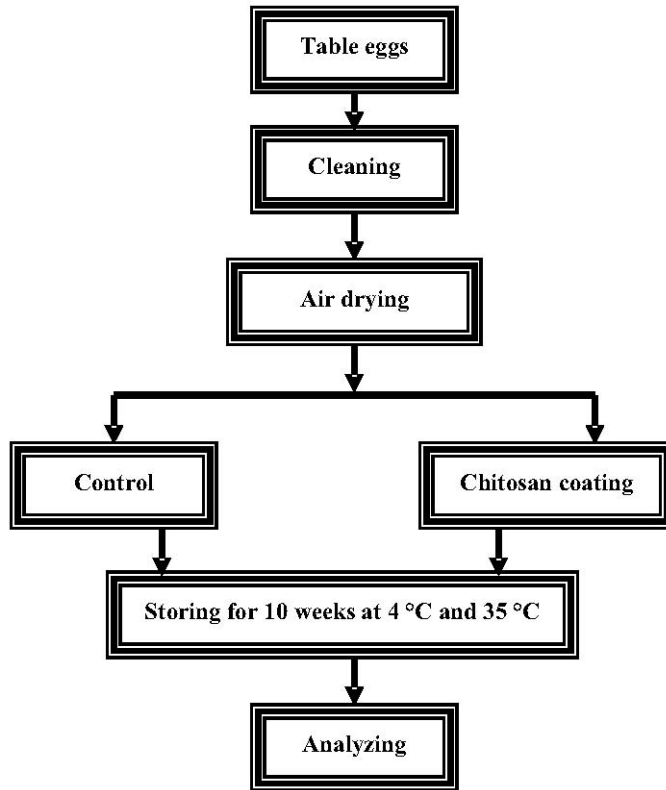 Table eggs
Cleaning
Air drying
Control
Chitosan coating
Storing for 10 weeks at 4 °C and 35 °C
Analyzing